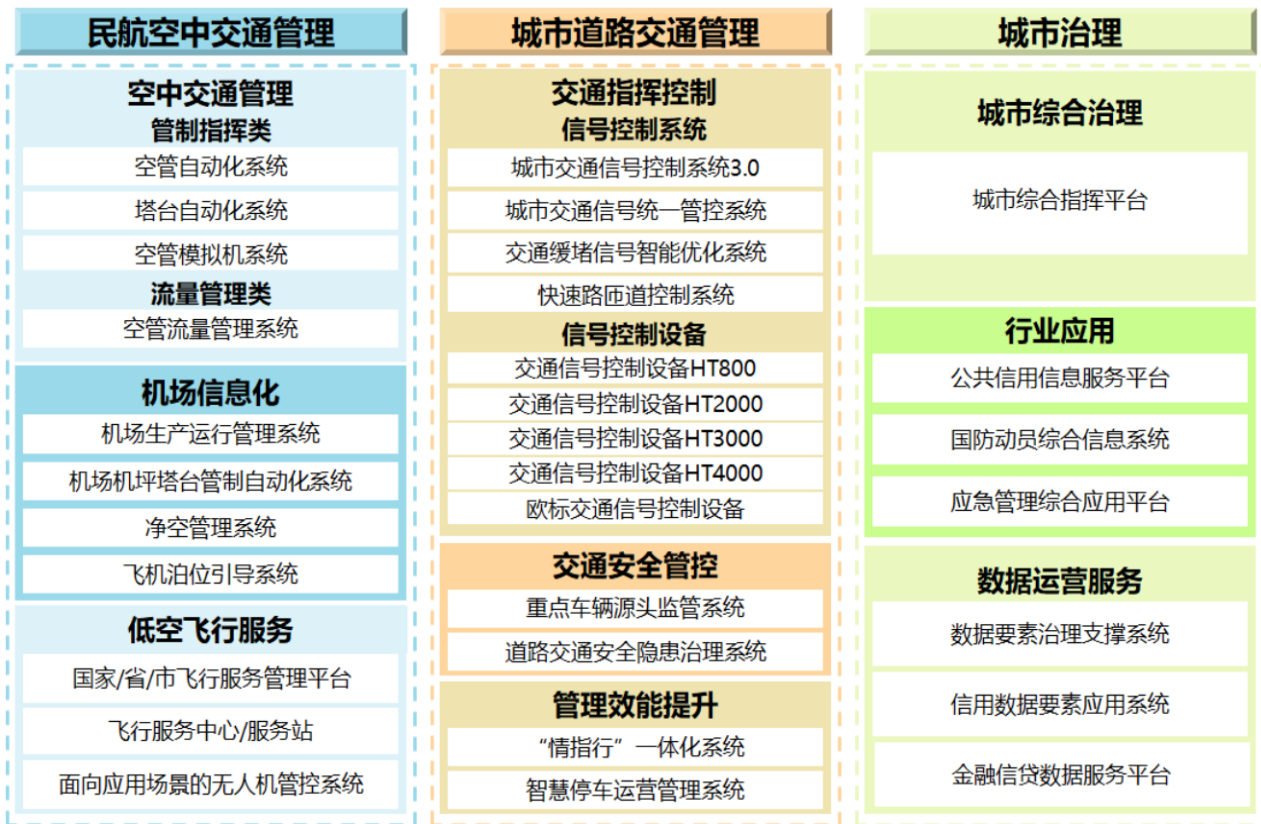 民航空中交通管理
空中交通管理
管制指挥类
空管自动化系统
塔台自动化系统
空管模拟机系统
流量管理类
空管流量管理系统
机场信息化
机场生产运行管理系统
机场机坪塔台管制自动化系统
净空管理系统
飞机泊位引导系统
低空飞行服务
国家/省/市飞行服务管理平台
飞行服务中心/服务站
面向应用场景的无人机管控系统
城市道路交通管理
交通指挥控制
信号控制系统
城市交通信号控制系统3.0
城市交通信号统一管控系统
交通缓堵信号智能优化系统
快速路匝道控制系统
信号控制设备
交通信号控制设备HT800
交通信号控制设备HT2000
交通信号控制设备HT3000
交通信号控制设备HT4000
欧标交通信号控制设备
交通安全管控
重点车辆源头监管系统
道路交通安全隐患治理系统
管理效能提升
“情指行”一体化系统
智慧停车运营管理系统
城市治理
城市综合治理
城市综合指挥平台
行业应用
公共信用信息服务平台
国防动员综合信息系统
应急管理综合应用平台
数据运营服务
数据要素治理支撑系统
信用数据要素应用系统
金融信贷数据服务平台